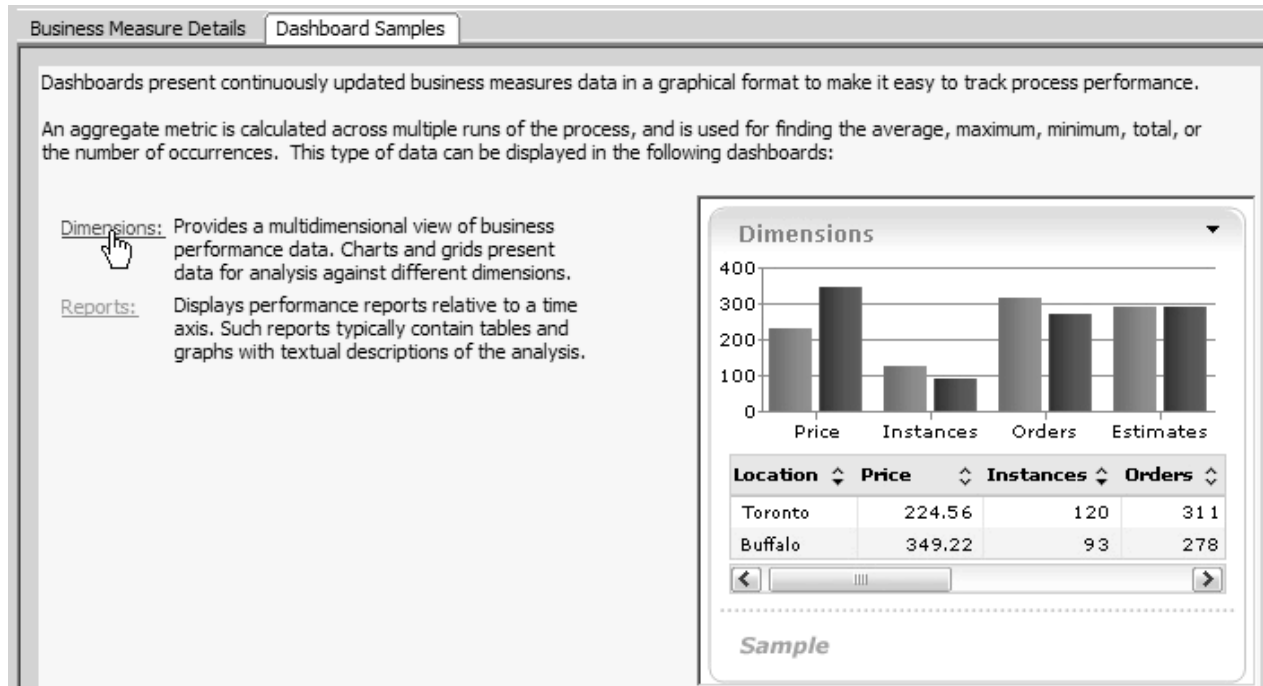 Business Measure Details
Dashboard Samples
Dashboards present continuously updated business measures data in a graphical format to make it easy to track process performance.
An aggregate metric is calculated across multiple runs of the process, and is used for finding the average, maximum, minimum, total, or
the number of occurrences. This type of data can be displayed in the following dashboards:
Dimensions: Provides a multidimensional view of business
performance data. Charts and grids present
data for analysis against different dimensions.
Reports: Displays performance reports relative to a time
axis. Such reports typically contain tables and
graphs with textual descriptions of the analysis.
Dimensions
400
300
200
100
0
Price Instances Orders Estimates
Location Price Instances Orders
Toronto 224.56 120 311
Buffalo 349.22 93 278
Sample